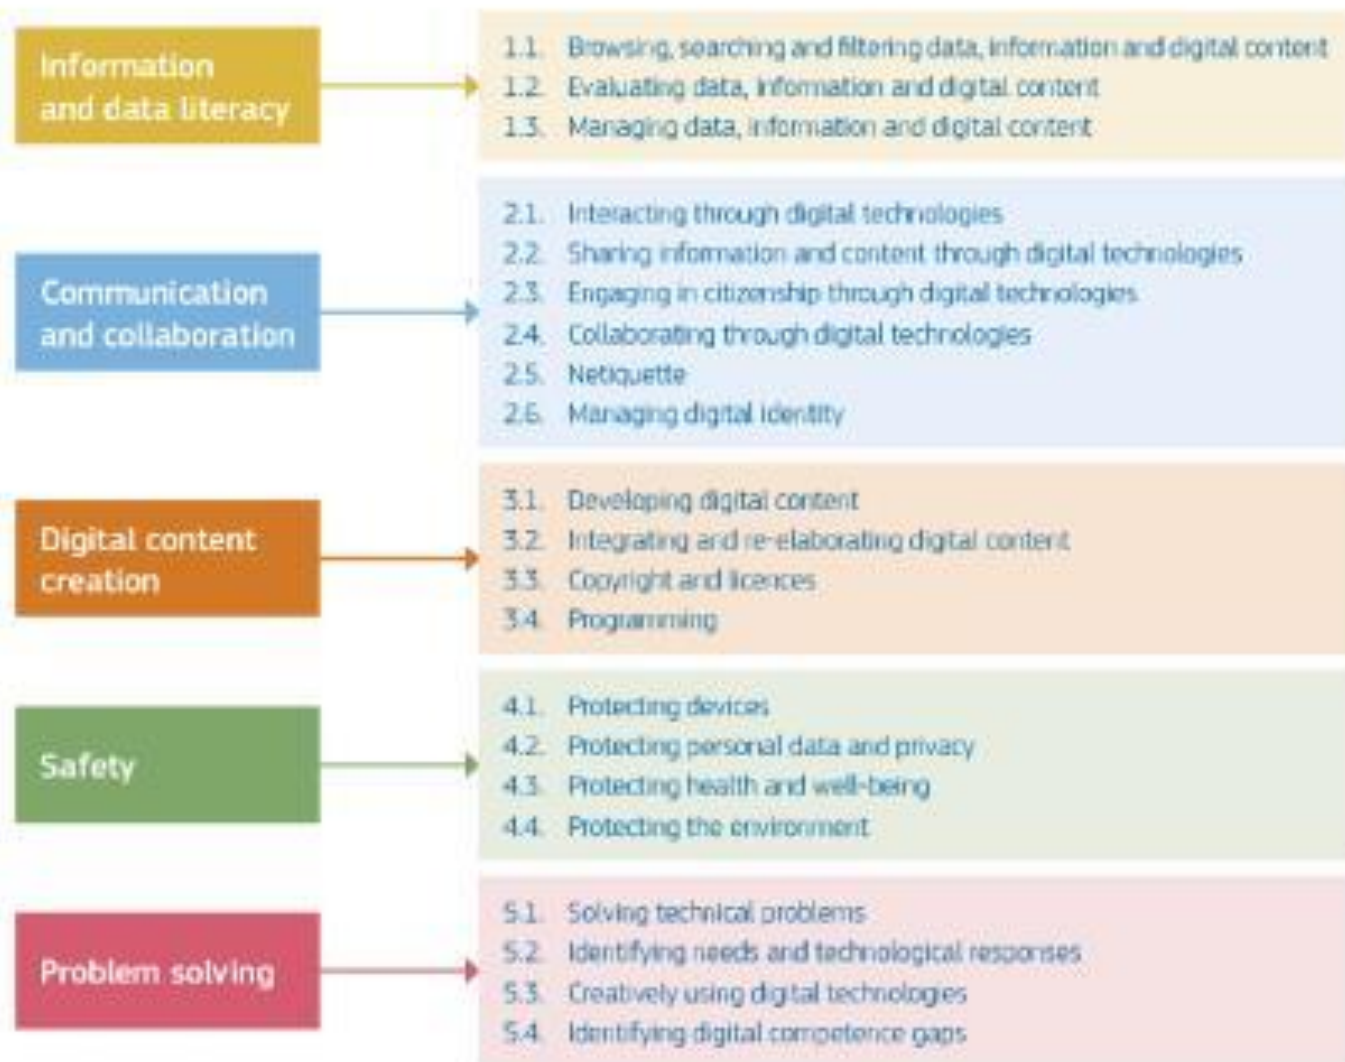 Information
and data literacy
1.1. Browsing, searching and filtering data, information and digital content
1.2. Evaluating data, information and digital content
1.3. Managing data, information and digital content
Communication
and collaboration
2.1. Interacting through digital technologies
2.2. Sharing information and content through digital technologies
2.3. Engaging in citizenship through digital technologies
2.4. Collaborating through digital technologies
2.5. Netiquette
2.6. Managing digital identity
Digital content
creation
3.1. Developing digital content
3.2. Integrating and re-elaborating digital content
3.3. Copyright and licences
3.4. Programming
Safety
4.1. Protecting devices
4.2. Protecting personal data and privacy
4.3. Protecting health and well-being
4.4. Protecting the environment
Problem solving
5.1. Solving technical problems
5.2. Identifying needs and technological responses
5.3. Creatively using digital technologies
5.4. Identifying digital competence gaps